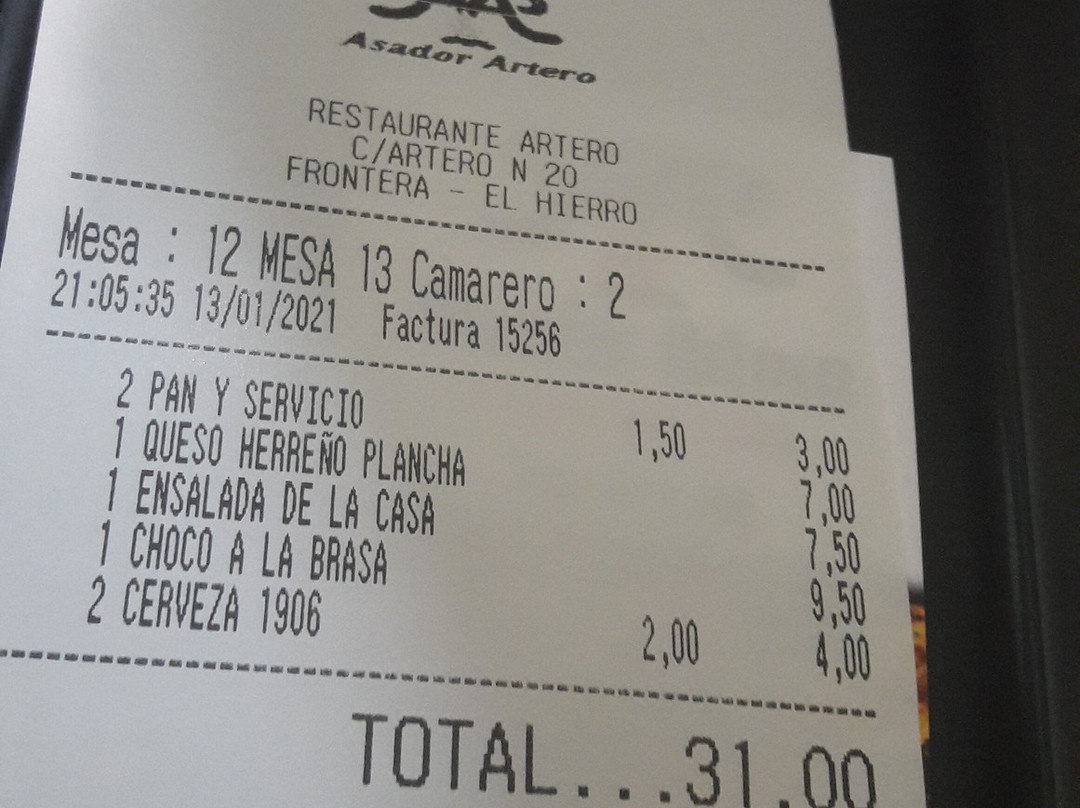 Asador Artero
RESTAURANTE ARTERO
C/ARTERO N 20
FRONTERA - EL HIERRO
Mesa : 12 MESA 13 Camarero : 2
21:05:35 13/01/2021 Factura 15256
2 PAN Y SERVICIO 1,50 3,00
1 QUESO HERREÑO PLANCHA 7,00
1 ENSALADA DE LA CASA 7,50
1 CHOCO A LA BRASA 9,50
2 CERVEZA 1906 2,00 4,00
TOTAL...31.00